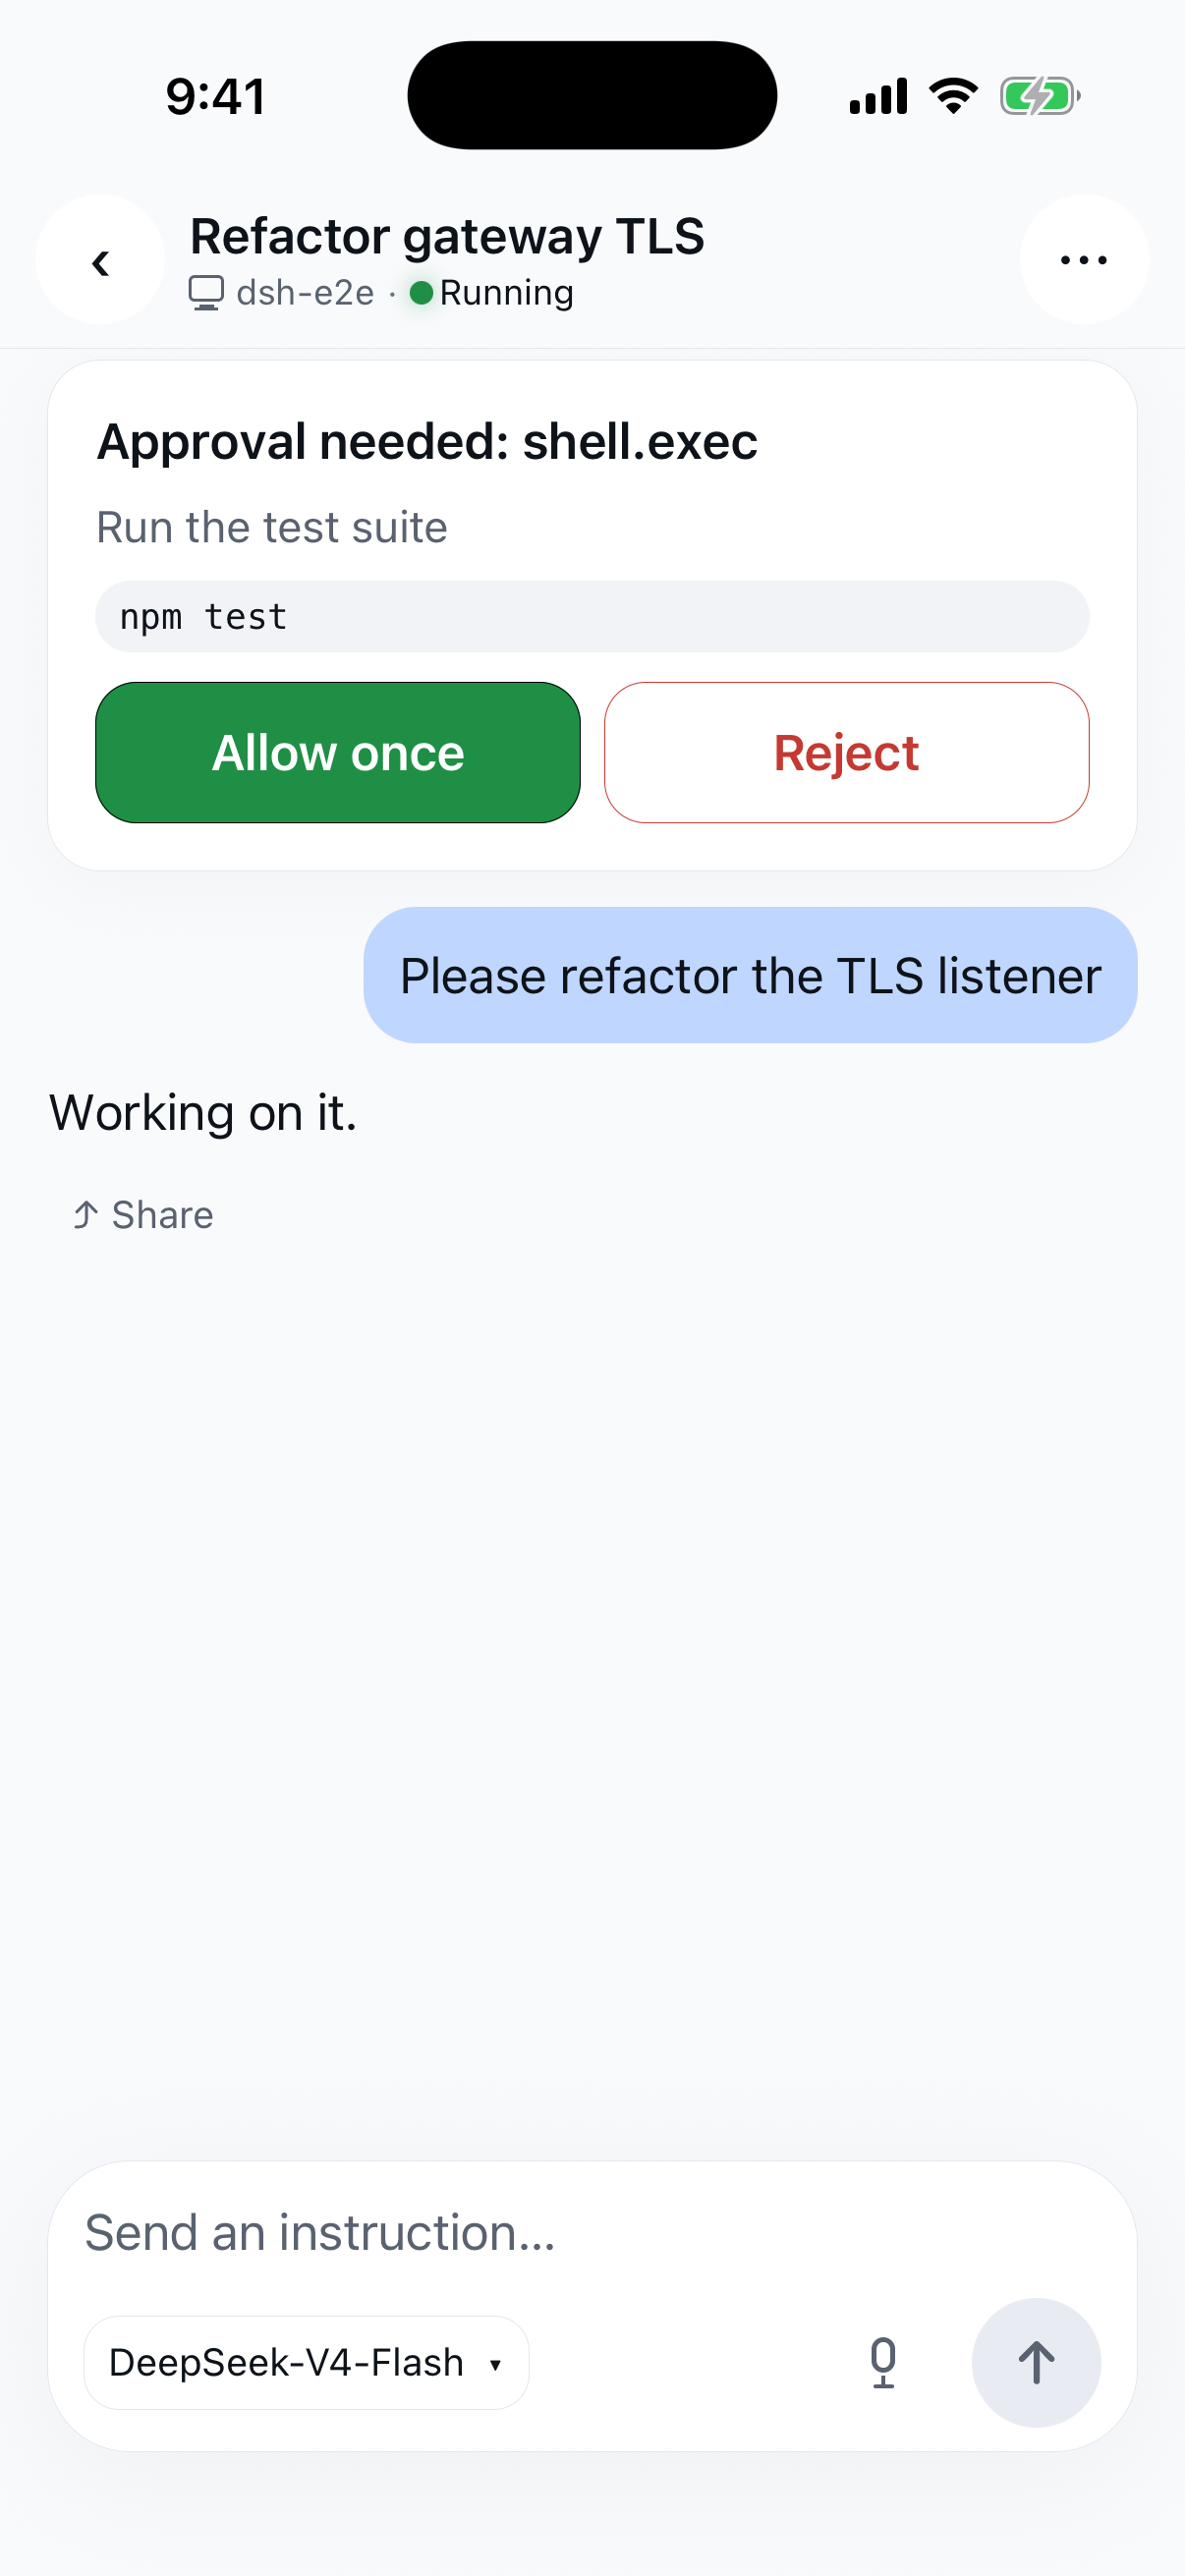 9:41
Refactor gateway TLS
dsh-e2e · Running
Approval needed: shell.exec
Run the test suite
npm test
Allow once
Reject
Please refactor the TLS listener
Working on it.
Share
Send an instruction...
DeepSeek-V4-Flash